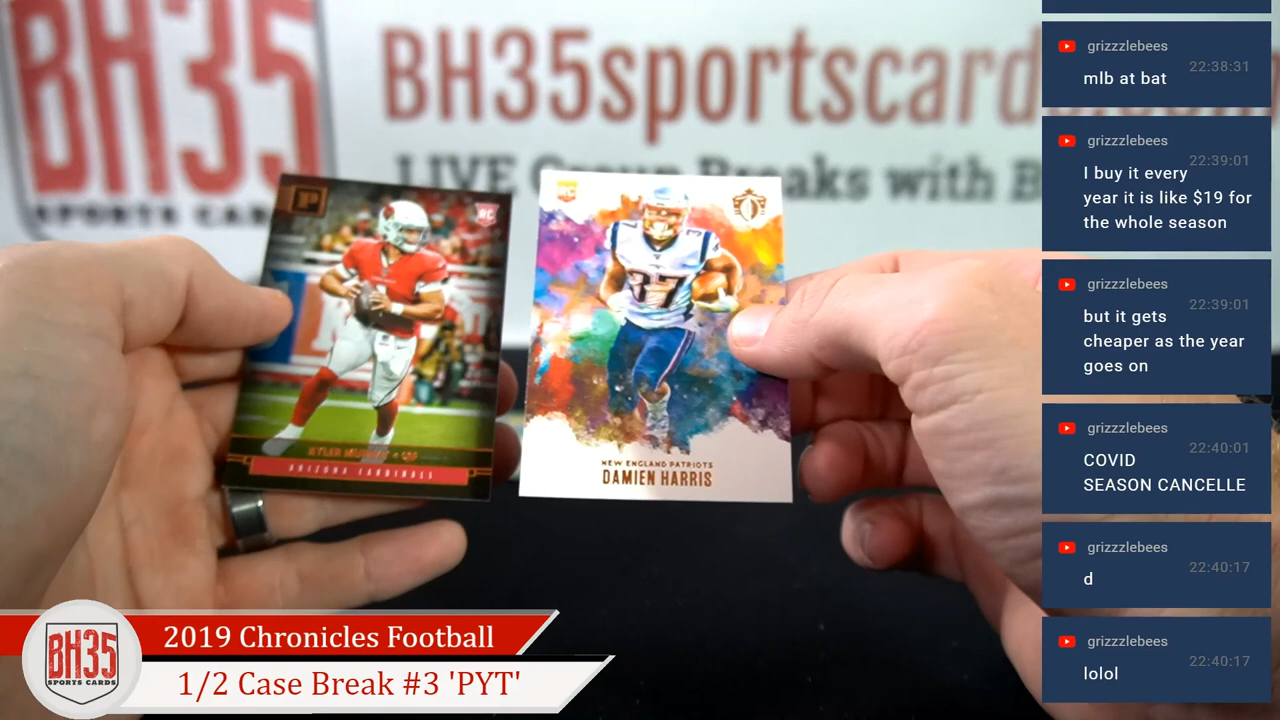 BH35
SPORTS CAR
BH35sportscard
LIVE Group Breaks with B
P
RC
KYLER MURRAY • QB
ARIZONA CARDINALS
RC
37
NEW ENGLAND PATRIOTS
DAMIEN HARRIS
BH35
SPORTS CARDS
2019 Chronicles Football
1/2 Case Break #3 'PYT'
grizzzlebees
22:38:31
mlb at bat
grizzzlebees
22:39:01
I buy it every
year it is like $19 for
the whole season
grizzzlebees
22:39:01
but it gets
cheaper as the year
goes on
grizzzlebees
22:40:01
COVID
SEASON CANCELLE
grizzzlebees
22:40:17
d
grizzzlebees
22:40:17
lolol